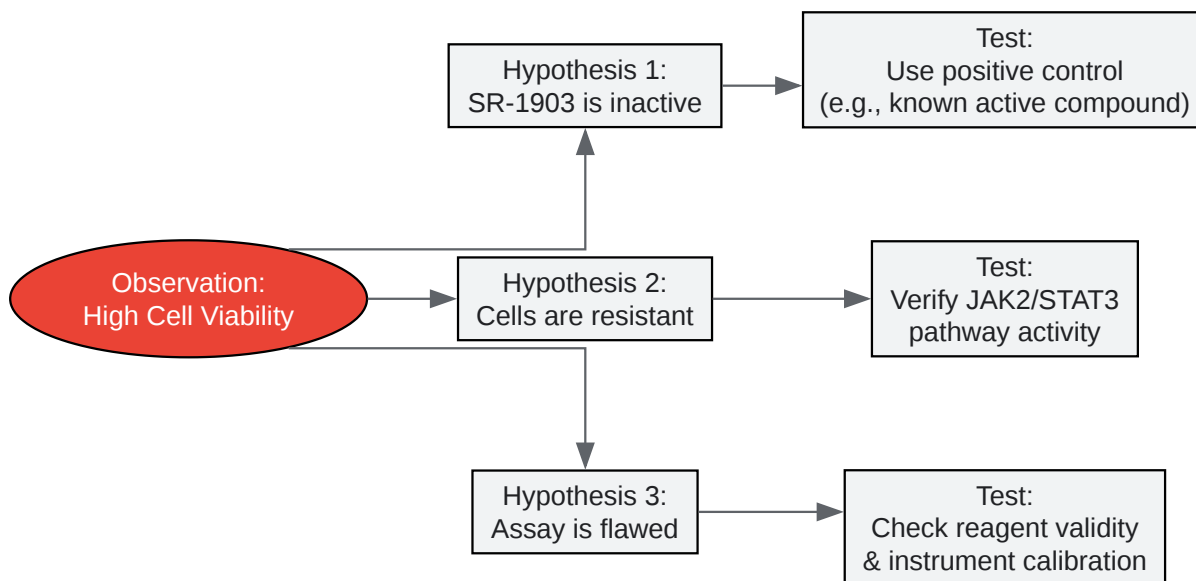 Observation:
High Cell Viability
Hypothesis 1:
SR-1903 is inactive
Test:
Use positive control
(e.g., known active compound)
Hypothesis 2:
Cells are resistant
Test:
Verify JAK2/STAT3
pathway activity
Hypothesis 3:
Assay is flawed
Test:
Check reagent validity
& instrument calibration